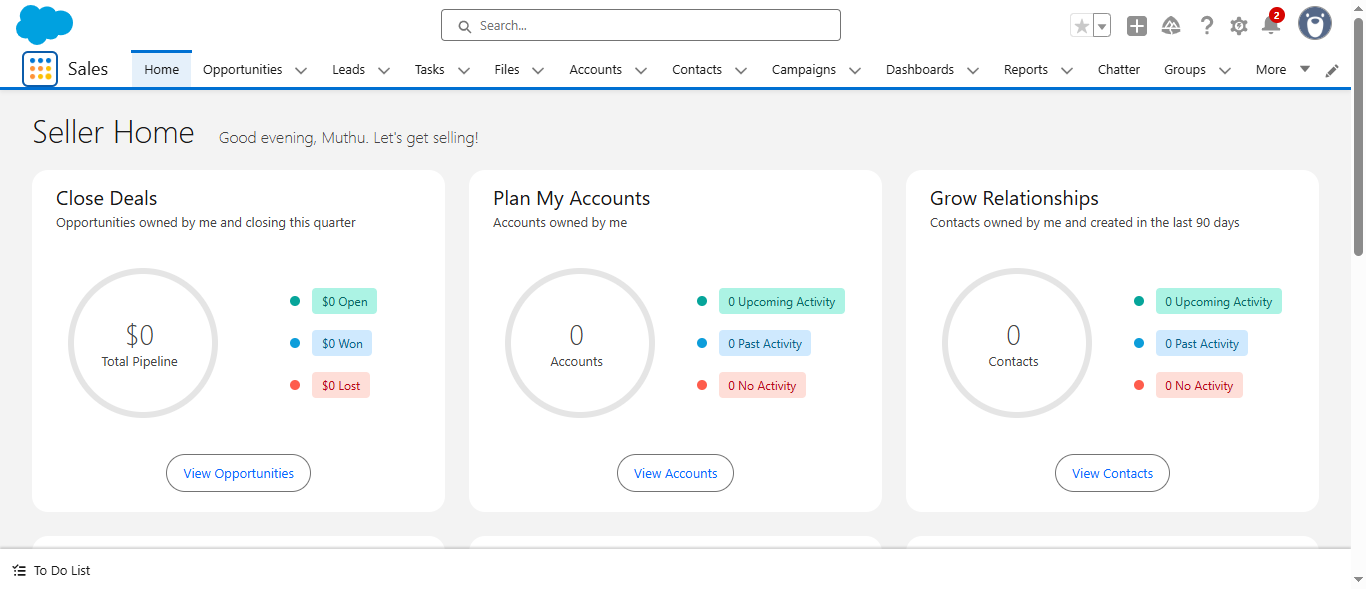 Search...
2
Sales
Home Opportunities Leads Tasks Files Accounts Contacts Campaigns Dashboards Reports Chatter Groups More
Seller Home Good evening, Muthu. Let's get selling!
Close Deals
Opportunities owned by me and closing this quarter
$0
Total Pipeline
$0 Open
$0 Won
$0 Lost
View Opportunities
Plan My Accounts
Accounts owned by me
0
Accounts
0 Upcoming Activity
0 Past Activity
0 No Activity
View Accounts
Grow Relationships
Contacts owned by me and created in the last 90 days
0
Contacts
0 Upcoming Activity
0 Past Activity
0 No Activity
View Contacts
To Do List